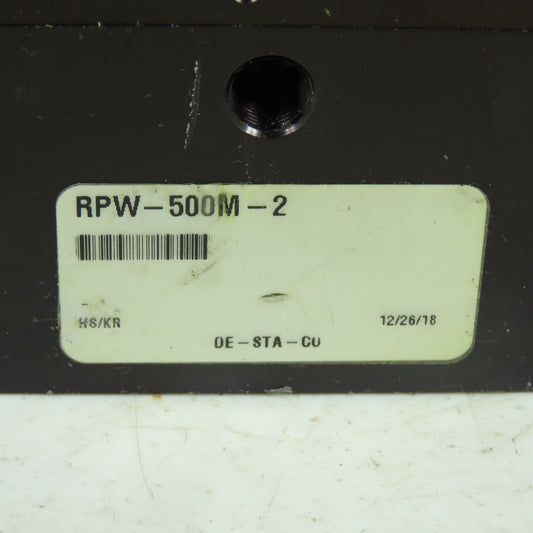 RPW-500M-2
HS/KR 12/26/18
DE-STA-CO